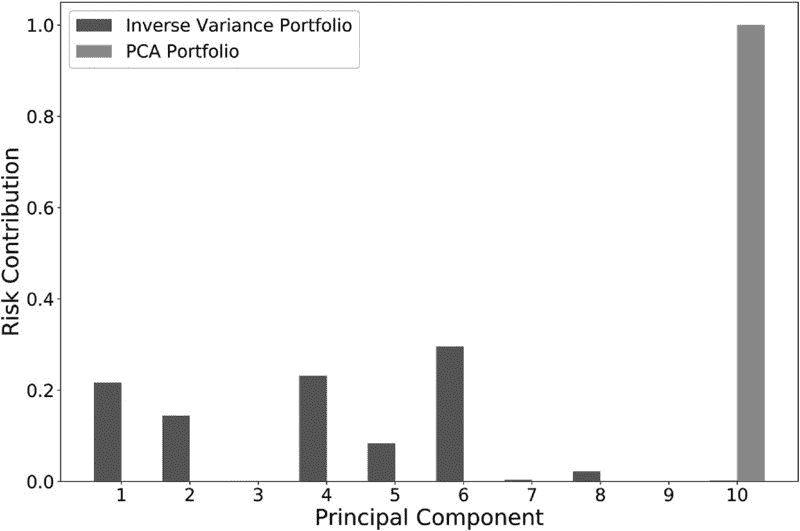 Inverse Variance Portfolio
PCA Portfolio
Risk Contribution
1.0
0.8
0.6
0.4
0.2
0.0
1 2 3 4 5 6 7 8 9 10
Principal Component